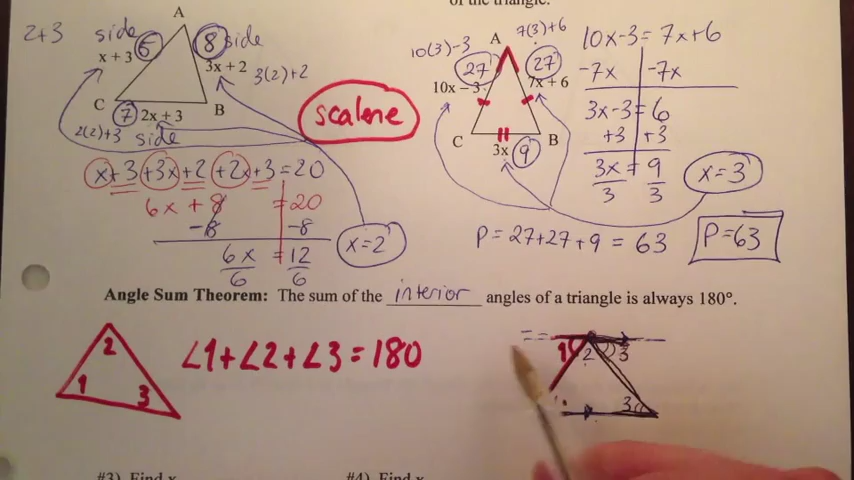 of the triangle.
2+3
side
A
side
x + 3
5
8
3x + 2
3(2)+2
C
7
2x + 3
B
2(2)+3
side
x+3+3x+2+2x+3=20
6x + 8 = 20
-8 -8
6x = 12
6 6
x=2
scalene
10(3)-3
A
7(3)+6
27
27
10x - 3
7x + 6
C
B
3x
9
10x-3=7x+6
-7x -7x
3x-3=6
+3 +3
3x = 9
3 3
x=3
P=27+27+9=63
P=63
Angle Sum Theorem: The sum of the interior angles of a triangle is always 180°.
2
1
3
∠1+∠2+∠3=180
1
2
3
3
#3) Find x
#4) Find x